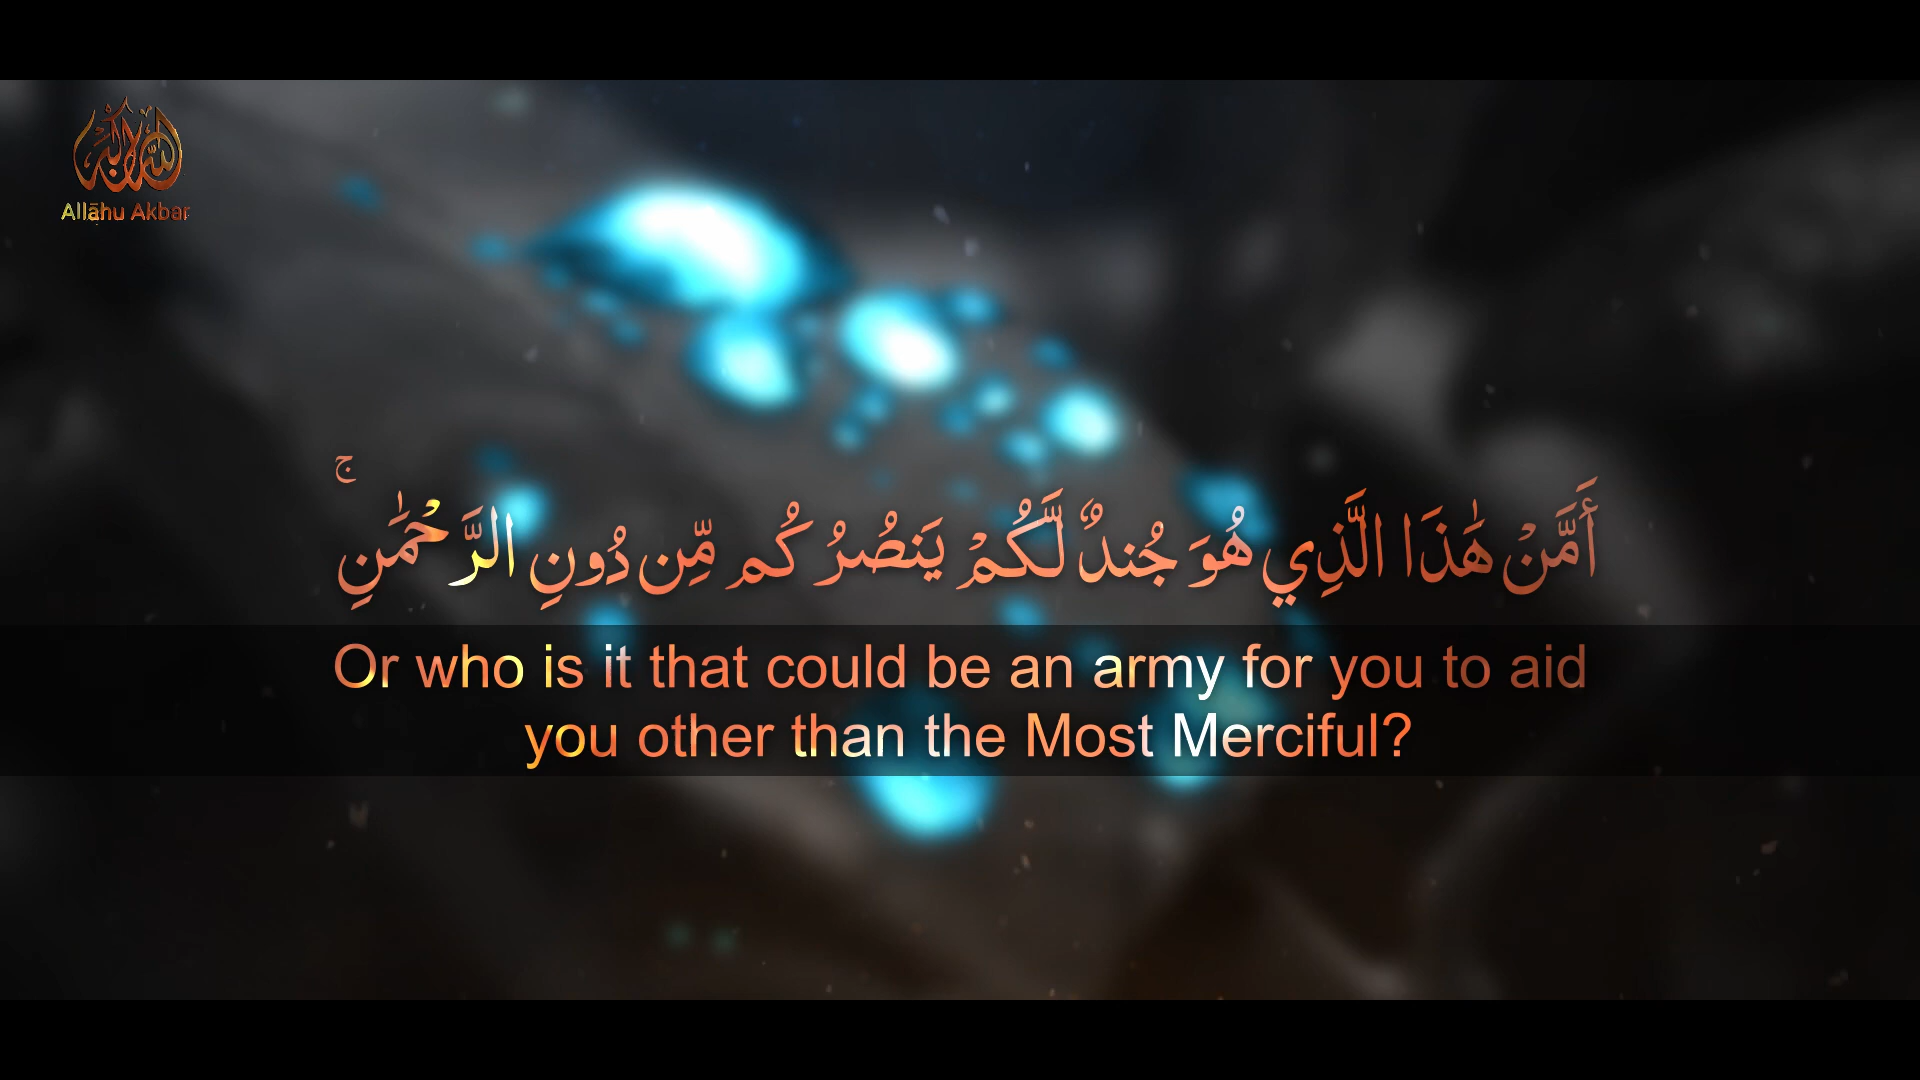 الله أكبر
Allāhu Akbar
أَمَّنْ هَٰذَا الَّذِي هُوَ جُندٌ لَّكُمْ يَنصُرُكُم مِّن دُونِ الرَّحْمَٰنِ ۚ
Or who is it that could be an army for you to aid
you other than the Most Merciful?